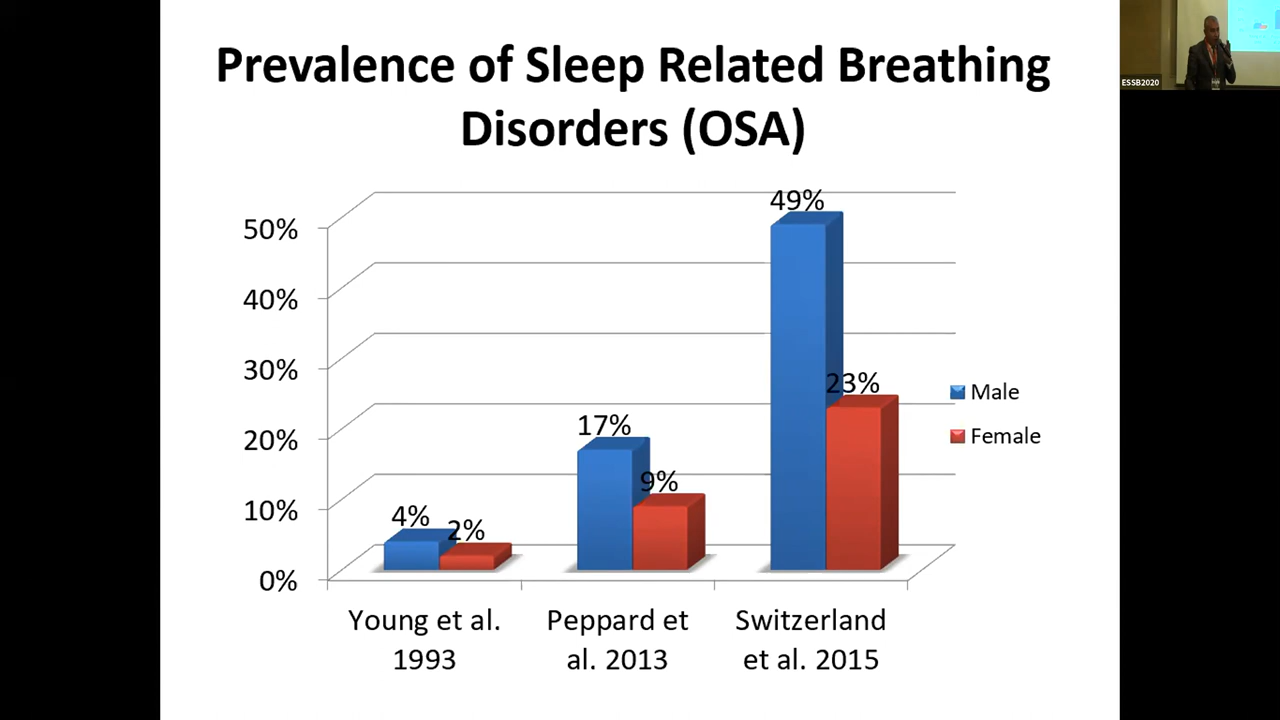 Prevalence of Sleep Related Breathing
Disorders (OSA)
ESSB2020
50%
40%
30%
20%
10%
0%
4%
2%
17%
9%
49%
23%
Young et al.
1993
Peppard et
al. 2013
Switzerland
et al. 2015
Male
Female